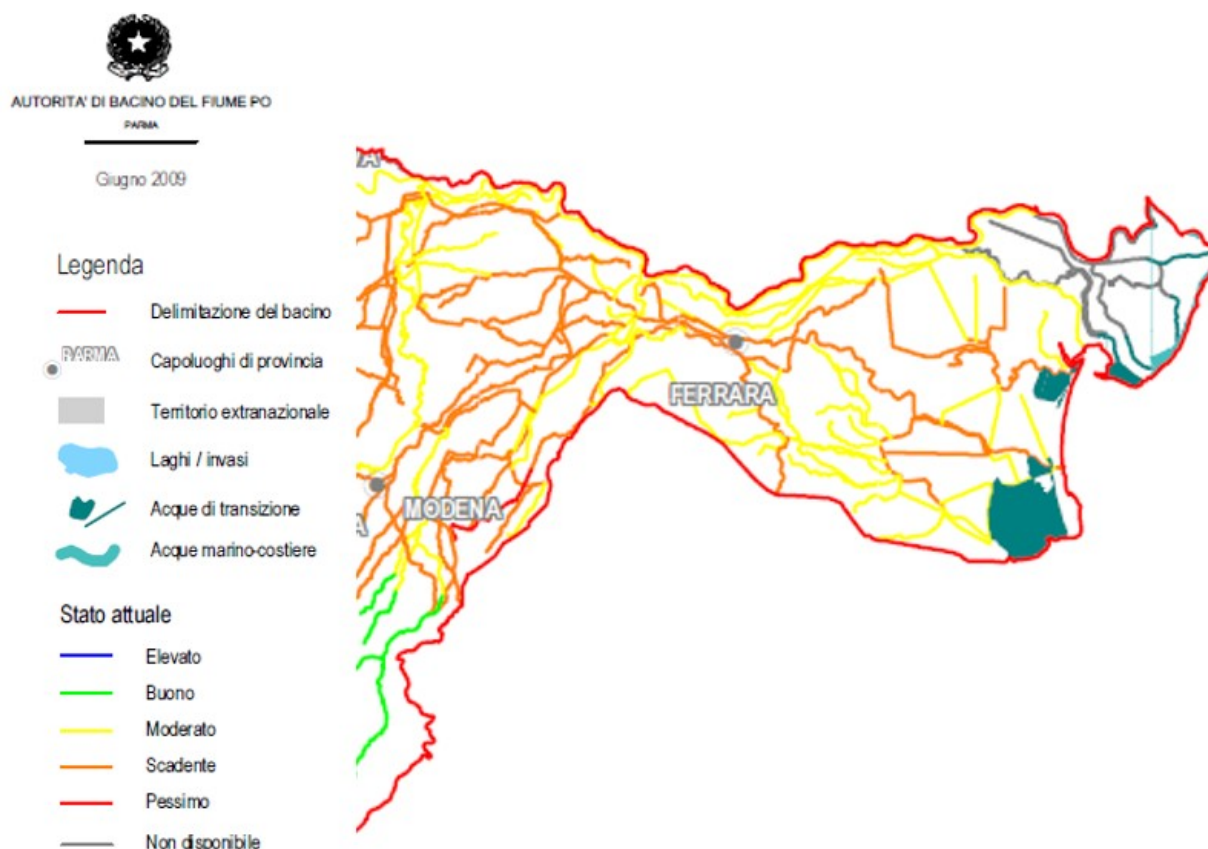 AUTORITA' DI BACINO DEL FIUME PO
PARMA
Giugno 2009
Legenda
Delimitazione del bacino
PARMA
Capoluoghi di provincia
Territorio extranazionale
Laghi / invasi
Acque di transizione
Acque marino-costiere
Stato attuale
Elevato
Buono
Moderato
Scadente
Pessimo
Non disponibile
FERRARA
MODENA